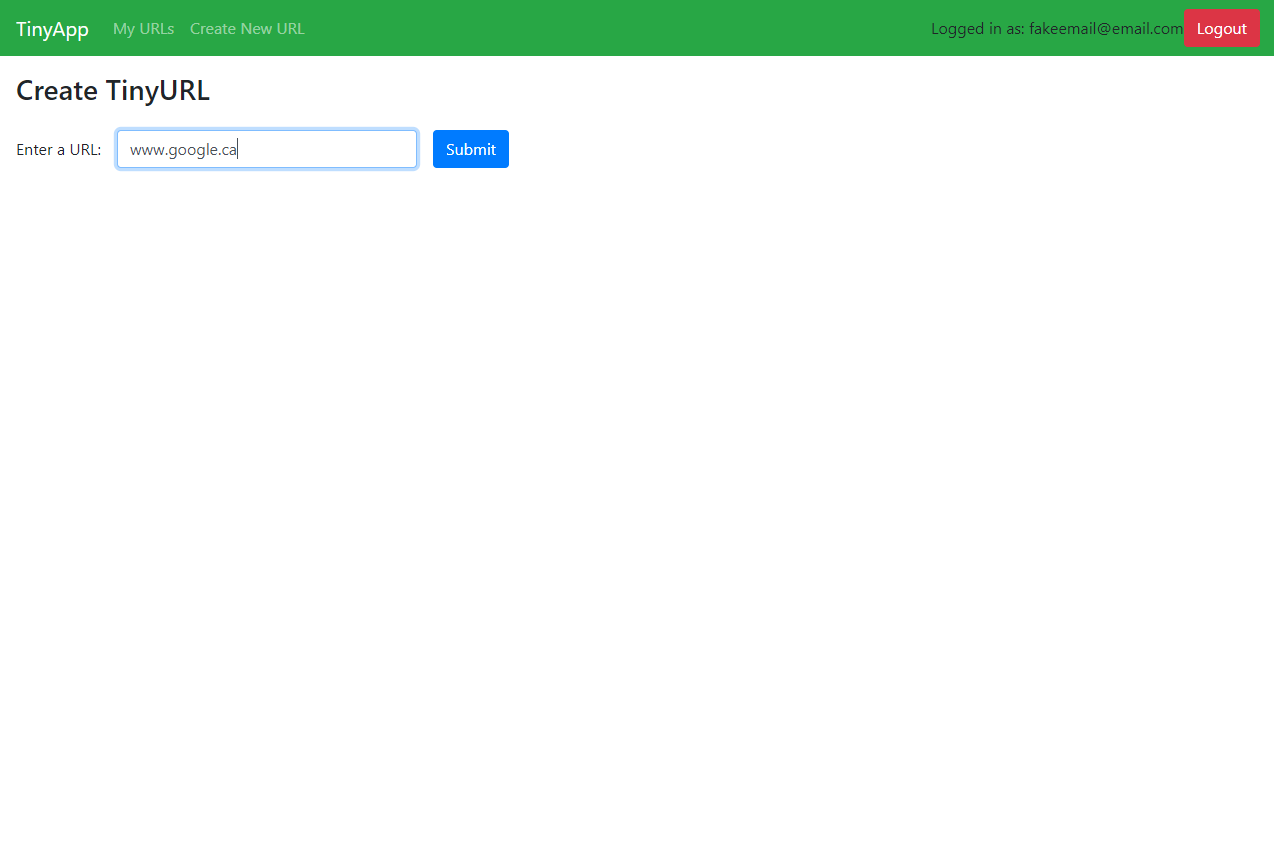 TinyApp My URLs Create New URL Logged in as: fakeemail@email.com Logout
Create TinyURL
Enter a URL: www.google.ca Submit